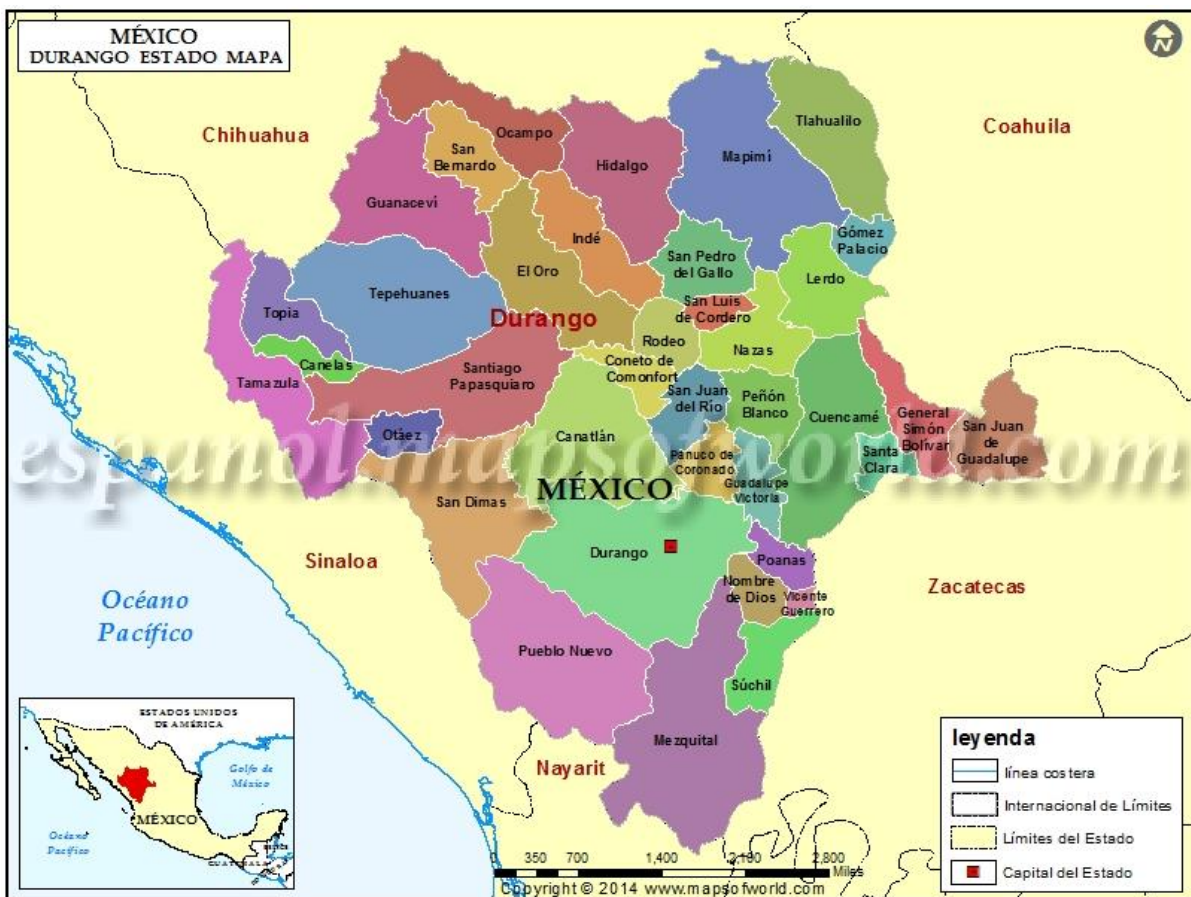 MÉXICO
DURANGO ESTADO MAPA
N
Chihuahua
Coahuila
Ocampo
San
Bernardo
Hidalgo
Mapimí
Tlahualilo
Guanaceví
Indé
El Oro
San Pedro
del Gallo
Gómez
Palacio
Lerdo
Tepehuanes
Topia
Durango
San Luis
de Cordero
Rodeo
Nazas
Canelas
Tamazula
Santiago
Papasquiaro
Coneto de
Comonfort
San Juan
del Río
Peñón
Blanco
Cuencamé
General
Simón
Bolívar
San Juan
de
Guadalupe
Otáez
Canatlán
Panuco de
Coronado
Guadalupe
Victoria
Santa
Clara
espanol.mapsofworld.com
San Dimas
MÉXICO
Durango
Poanas
Nombre
de Dios
Vicente
Guerrero
Sinaloa
Zacatecas
Océano
Pacífico
Pueblo Nuevo
Súchil
Mezquital
Nayarit
ESTADOS UNIDOS
DE AMÉRICA
Golfo de
México
MÉXICO
Océano
Pacífico
GUATEMALA
leyenda
línea costera
Internacional de Límites
Límites del Estado
Capital del Estado
0 350 700 1,400 2,100 2,800
Miles
Copyright © 2014 www.mapsofworld.com